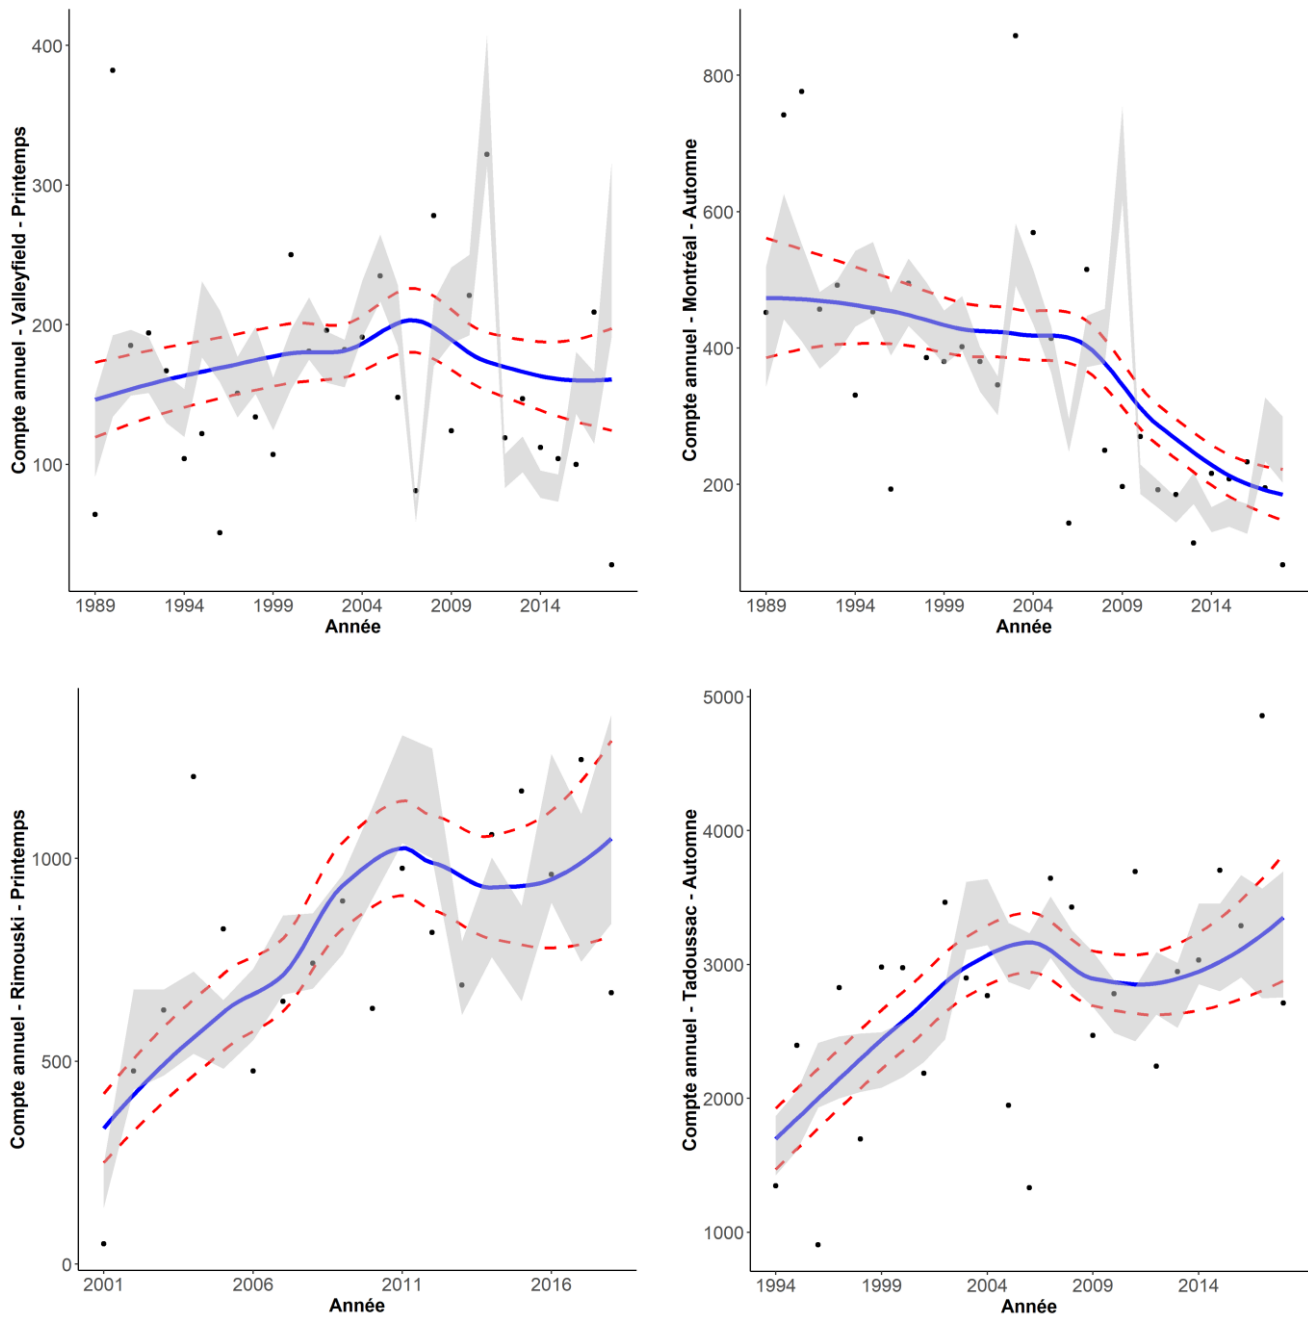 Compte annuel - Valleyfield - Printemps
400
300
200
100
1989 1994 1999 2004 2009 2014
Année
Compte annuel -Montréal - Automne
800
600
400
200
1989 1994 1999 2004 2009 2014
Année
Compte annuel - Rimouski - Printemps
1000
500
0
2001 2006 2011 2016
Année
Compte annuel - Tadoussac - Automne
5000
4000
3000
2000
1000
1994 1999 2004 2009 2014
Année